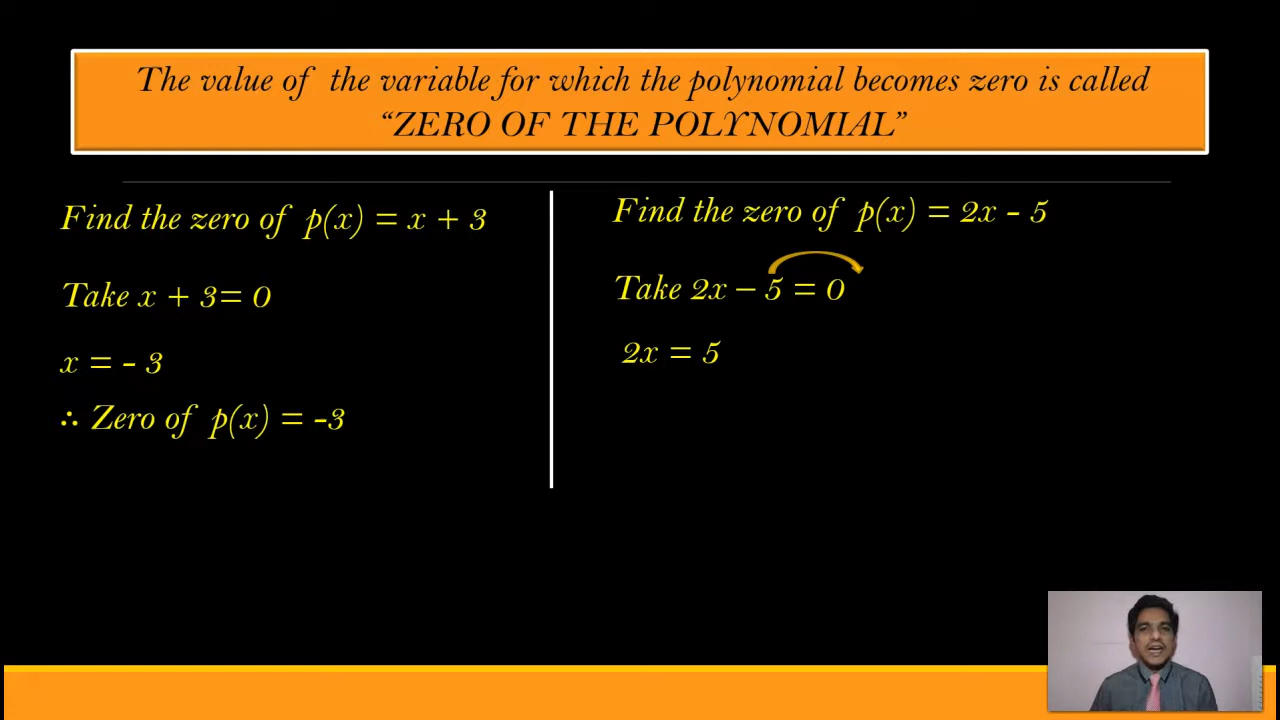 The value of the variable for which the polynomial becomes zero is called
“ZERO OF THE POLYNOMIAL”
Find the zero of p(x) = x + 3
Take x + 3= 0
x = - 3
∴ Zero of p(x) = -3
Find the zero of p(x) = 2x - 5
Take 2x – 5 = 0
2x = 5